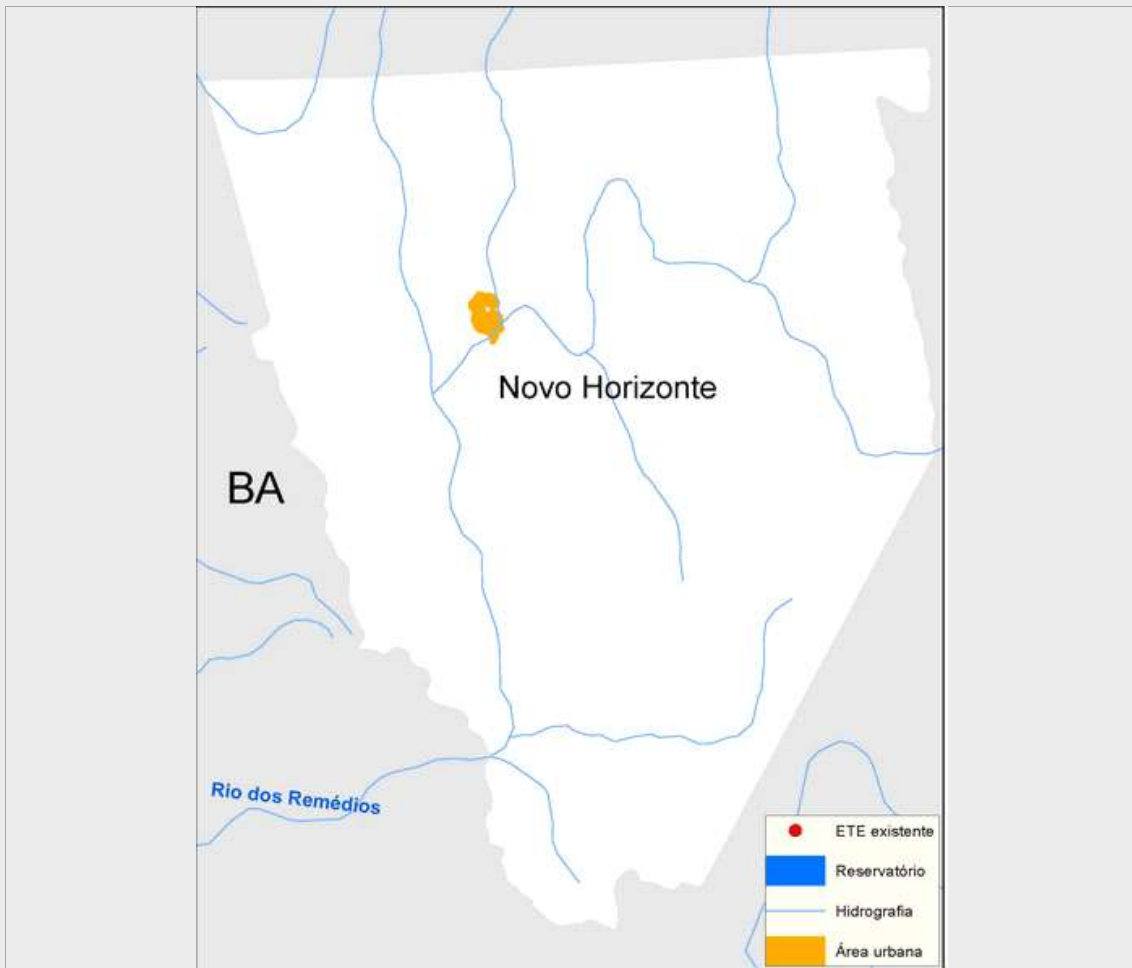 Novo Horizonte
BA
Rio dos Remédios
ETE existente
Reservatório
Hidrografia
Área urbana